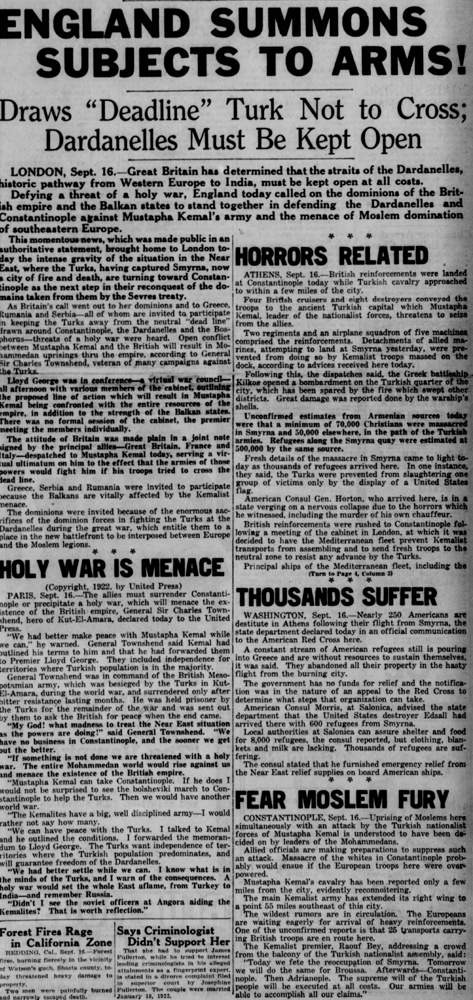 ENGLAND SUMMONS
SUBJECTS TO ARMS!
Draws “Deadline” Turk Not to Cross;
Dardanelles Must Be Kept Open
LONDON, Sept. 16.—Great Britain has determined that the straits of the Dardanelles,
historic pathway from Western Europe to India, must be kept open at all costs.
Defying a threat of a holy war, England today called on the dominions of the Brit-
ish empire and the Balkan states to stand together in defending the Dardanelles and
Constantinople against Mustapha Kemal's army and the menace of Moslem domination
of southeastern Europe.
This momentous news, which was made public in an
authoritative statement, brought home to London to-
day the intense gravity of the situation in the Near
East, where the Turks, having captured Smyrna, now
a city of fire and death, are turning toward Constan-
tinople as the next step in their reconquest of the do-
mains taken from them by the Sevres treaty.
As Britain's call went out to her dominions and to Greece,
Rumania and Serbia—all of whom are invited to participate
in keeping the Turks away from the neutral “dead line”
drawn around Constantinople, the Dardanelles and the Bos-
phorus—threats of a holy war were heard. Open conflict
between Mustapha Kemal and the British will result in Mo-
hammedan uprisings thru the empire, according to General
Sir Charles Townshend, veteran of many campaigns against
the Turks.
Lloyd George was in conference—a virtual war council—
all afternoon with various members of the cabinet, outlining
the proposed line of action which will result in Mustapha
Kemal being confronted with the entire resources of the
empire, in addition to the strength of the Balkan states.
There was no formal session of the cabinet, the premier
meeting the members individually.
The attitude of Britain was made plain in a joint note
signed by the principal allies—Great Britain, France and
Italy—despatched to Mustapha Kemal today, serving a vir-
tual ultimatum on him to the effect that the armies of those
powers would fight him if his troops tried to cross the
dead line.
Greece, Serbia and Rumania were invited to participate
because the Balkans are vitally affected by the Kemalist
menace.
The dominions were invited because of the enormous sac-
rifices of the dominion forces in fighting the Turks at the
Dardanelles during the great war, which entitle them to a
place in the new battlefront to be interposed between Europe
and the Moslem legions.
* * *
HOLY WAR IS MENACE
(Copyright, 1922, by United Press)
PARIS, Sept. 16.—The allies must surrender Constanti-
nople or precipitate a holy war, which will menace the ex-
istence of the British empire, General Sir Charles Town-
shend, hero of Kut-El-Amara, declared today to the United
Press.
“We had better make peace with Mustapha Kemal while
we can,” he warned. General Townshend said Kemal had
outlined his terms to him and that he had forwarded them
to Premier Lloyd George. They included independence for
territories where Turkish population is in the majority.
General Townshend was in command of the British Meso-
potamian army, which was besieged by the Turks in Kut-
El-Amara, during the world war, and surrendered only after
bitter resistance lasting months. He was held prisoner by
the Turks for the remainder of the war and was sent out
by them to ask the British for peace when the end came.
“My God! what madness to treat the Near East situation
as the powers are doing!” said General Townshend. “We
have no business in Constantinople, and the sooner we get
out the better.
“If something is not done we are threatened with a holy
war. The entire Mohammedan world would rise against us
and menace the existence of the British empire.
“Mustapha Kemal can take Constantinople. If he does I
would not be surprised to see the bolsheviki march to Con-
stantinople to help the Turks. Then we would have another
world war.
“The Kemalites have a big, well disciplined army—I would
rather not say how many.
“We can have peace with the Turks. I talked to Kemal
and he outlined the conditions. I forwarded the memoran-
dum to Lloyd George. The Turks want independence of ter-
ritories where the Turkish population predominates, and
will guarantee freedom of the Dardanelles.
“We had better settle while we can. I know what is in
the minds of the Turks, and I warn of the consequences. A
holy war would set the whole East aflame, from Turkey to
India—and remember Russia.
“Didn't I see the soviet officers at Angora aiding the
Kemalites? That is worth reflection.”
Forest Fires Rage
in California Zone
REDDING, Cal., Sept. 16.—Forest
fires, burning fiercely in the vicinity
of Watson's guch, Shasta county, to-
day threatened heavy damage to
property.
Two men were painfully burned
and narrowly escaped death.
Says Criminologist
Didn't Support Her
That she had to support James
Fullerton, while he tried to interest
leading criminologists in his alleged
attainments as a fingerprint expert,
is stated in a divorce complaint filed
in superior court by Josephine
Fullerton. The couple were married
January 18, 1922.
* * *
HORRORS RELATED
ATHENS, Sept. 16.—British reinforcements were landed
at Constantinople today while Turkish cavalry approached
to within a few miles of the city.
Four British cruisers and eight destroyers conveyed the
troops to the ancient Turkish capital which Mustapha
Kemal, leader of the nationalist forces, threatens to seize
from the allies.
Two regiments and an airplane squadron of five machines
comprised the reinforcements. Detachments of allied ma-
rines, attempting to land at Smyrna yesterday, were pre-
vented from doing so by Kemalist troops massed on the
dock, according to advices received here today.
Following this, the dispatches said, the Greek battleship
Kilkos opened a bombardment on the Turkish quarter of the
city, which has been spared by the fire which swept other
districts. Great damage was reported done by the warship's
shells.
Unconfirmed estimates from Armenian sources today
were that a minimum of 70,000 Christians were massacred
in Smyrna and 50,000 elsewhere, in the path of the Turkish
armies. Refugees along the Smyrna quay were estimated at
500,000 by the same source.
Fresh details of the massacre in Smyrna came to light to-
day as thousands of refugees arrived here. In one instance,
they said, the Turks were prevented from slaughtering one
group of victims only by the display of a United States
flag.
American Consul Gen. Horton, who arrived here, is in a
state verging on a nervous collapse due to the horrors which
he witnessed, including the murder of his own chauffeur.
British reinforcements were rushed to Constantinople fol-
lowing a meeting of the cabinet in London, at which it was
decided to have the Mediterranean fleet prevent Kemalist
transports from assembling and to send fresh troops to the
neutral zone to resist any advance by the Turks.
Principal ships of the Mediterranean fleet, including the
(Turn to Page 4, Column 3)
* * *
THOUSANDS SUFFER
WASHINGTON, Sept. 16.—Nearly 250 Americans are
destitute in Athens following their flight from Smyrna, the
state department declared today in an official communication
to the American Red Cross here.
A constant stream of American refugees still is pouring
into Greece and are without resources to sustain themselves,
it was said. They abandoned all their property in the hasty
flight from the burning city.
The government has no funds for relief and the notifica-
tion was in the nature of an appeal to the Red Cross to
determine what steps that organization can take.
American Consul Morris, at Salonica, advised the state
department that the United States destroyer Edsall had
arrived there with 600 refugees from Smyrna.
Local authorities at Salonica can assure shelter and food
for 8,000 refugees, the consul reported, but clothing, blan-
kets and milk are lacking. Thousands of refugees are suf-
fering.
The consul stated that he furnished emergency relief from
the Near East relief supplies on board American ships.
* * *
FEAR MOSLEM FURY
CONSTANTINOPLE, Sept. 16.—Uprising of Moslems here
simultaneously with an attack by the Turkish nationalist
forces of Mustapha Kemal is understood to have been de-
cided on by leaders of the Mohammedans.
Allied officials are making preparations to suppress such
an attack. Massacre of the whites in Constantinople prob-
ably would ensue if the European troops here were over-
powered.
Mustapha Kemal's cavalry has been reported only a few
miles from the city, evidently reconnoitering.
The main Kemalist army has extended its right wing to
a point 55 miles southeast of this city.
The wildest rumors are in circulation. The Europeans
are waiting eagerly for arrival of heavy reinforcements.
One of the unconfirmed reports is that 25 transports carry-
ing British troops are en route here.
The Kemalist premier, Raouf Bey, addressing a crowd
from the balcony of the Turkish nationalist assembly, said:
“Today we fete the reoccupation of Smyrna. Tomorrow
we will do the same for Broussa. Afterwards—Constanti-
nople. Then Adrianople. The supreme will of the Turkish
people will be executed at all costs. Our armies will be
able to accomplish all our claims.”